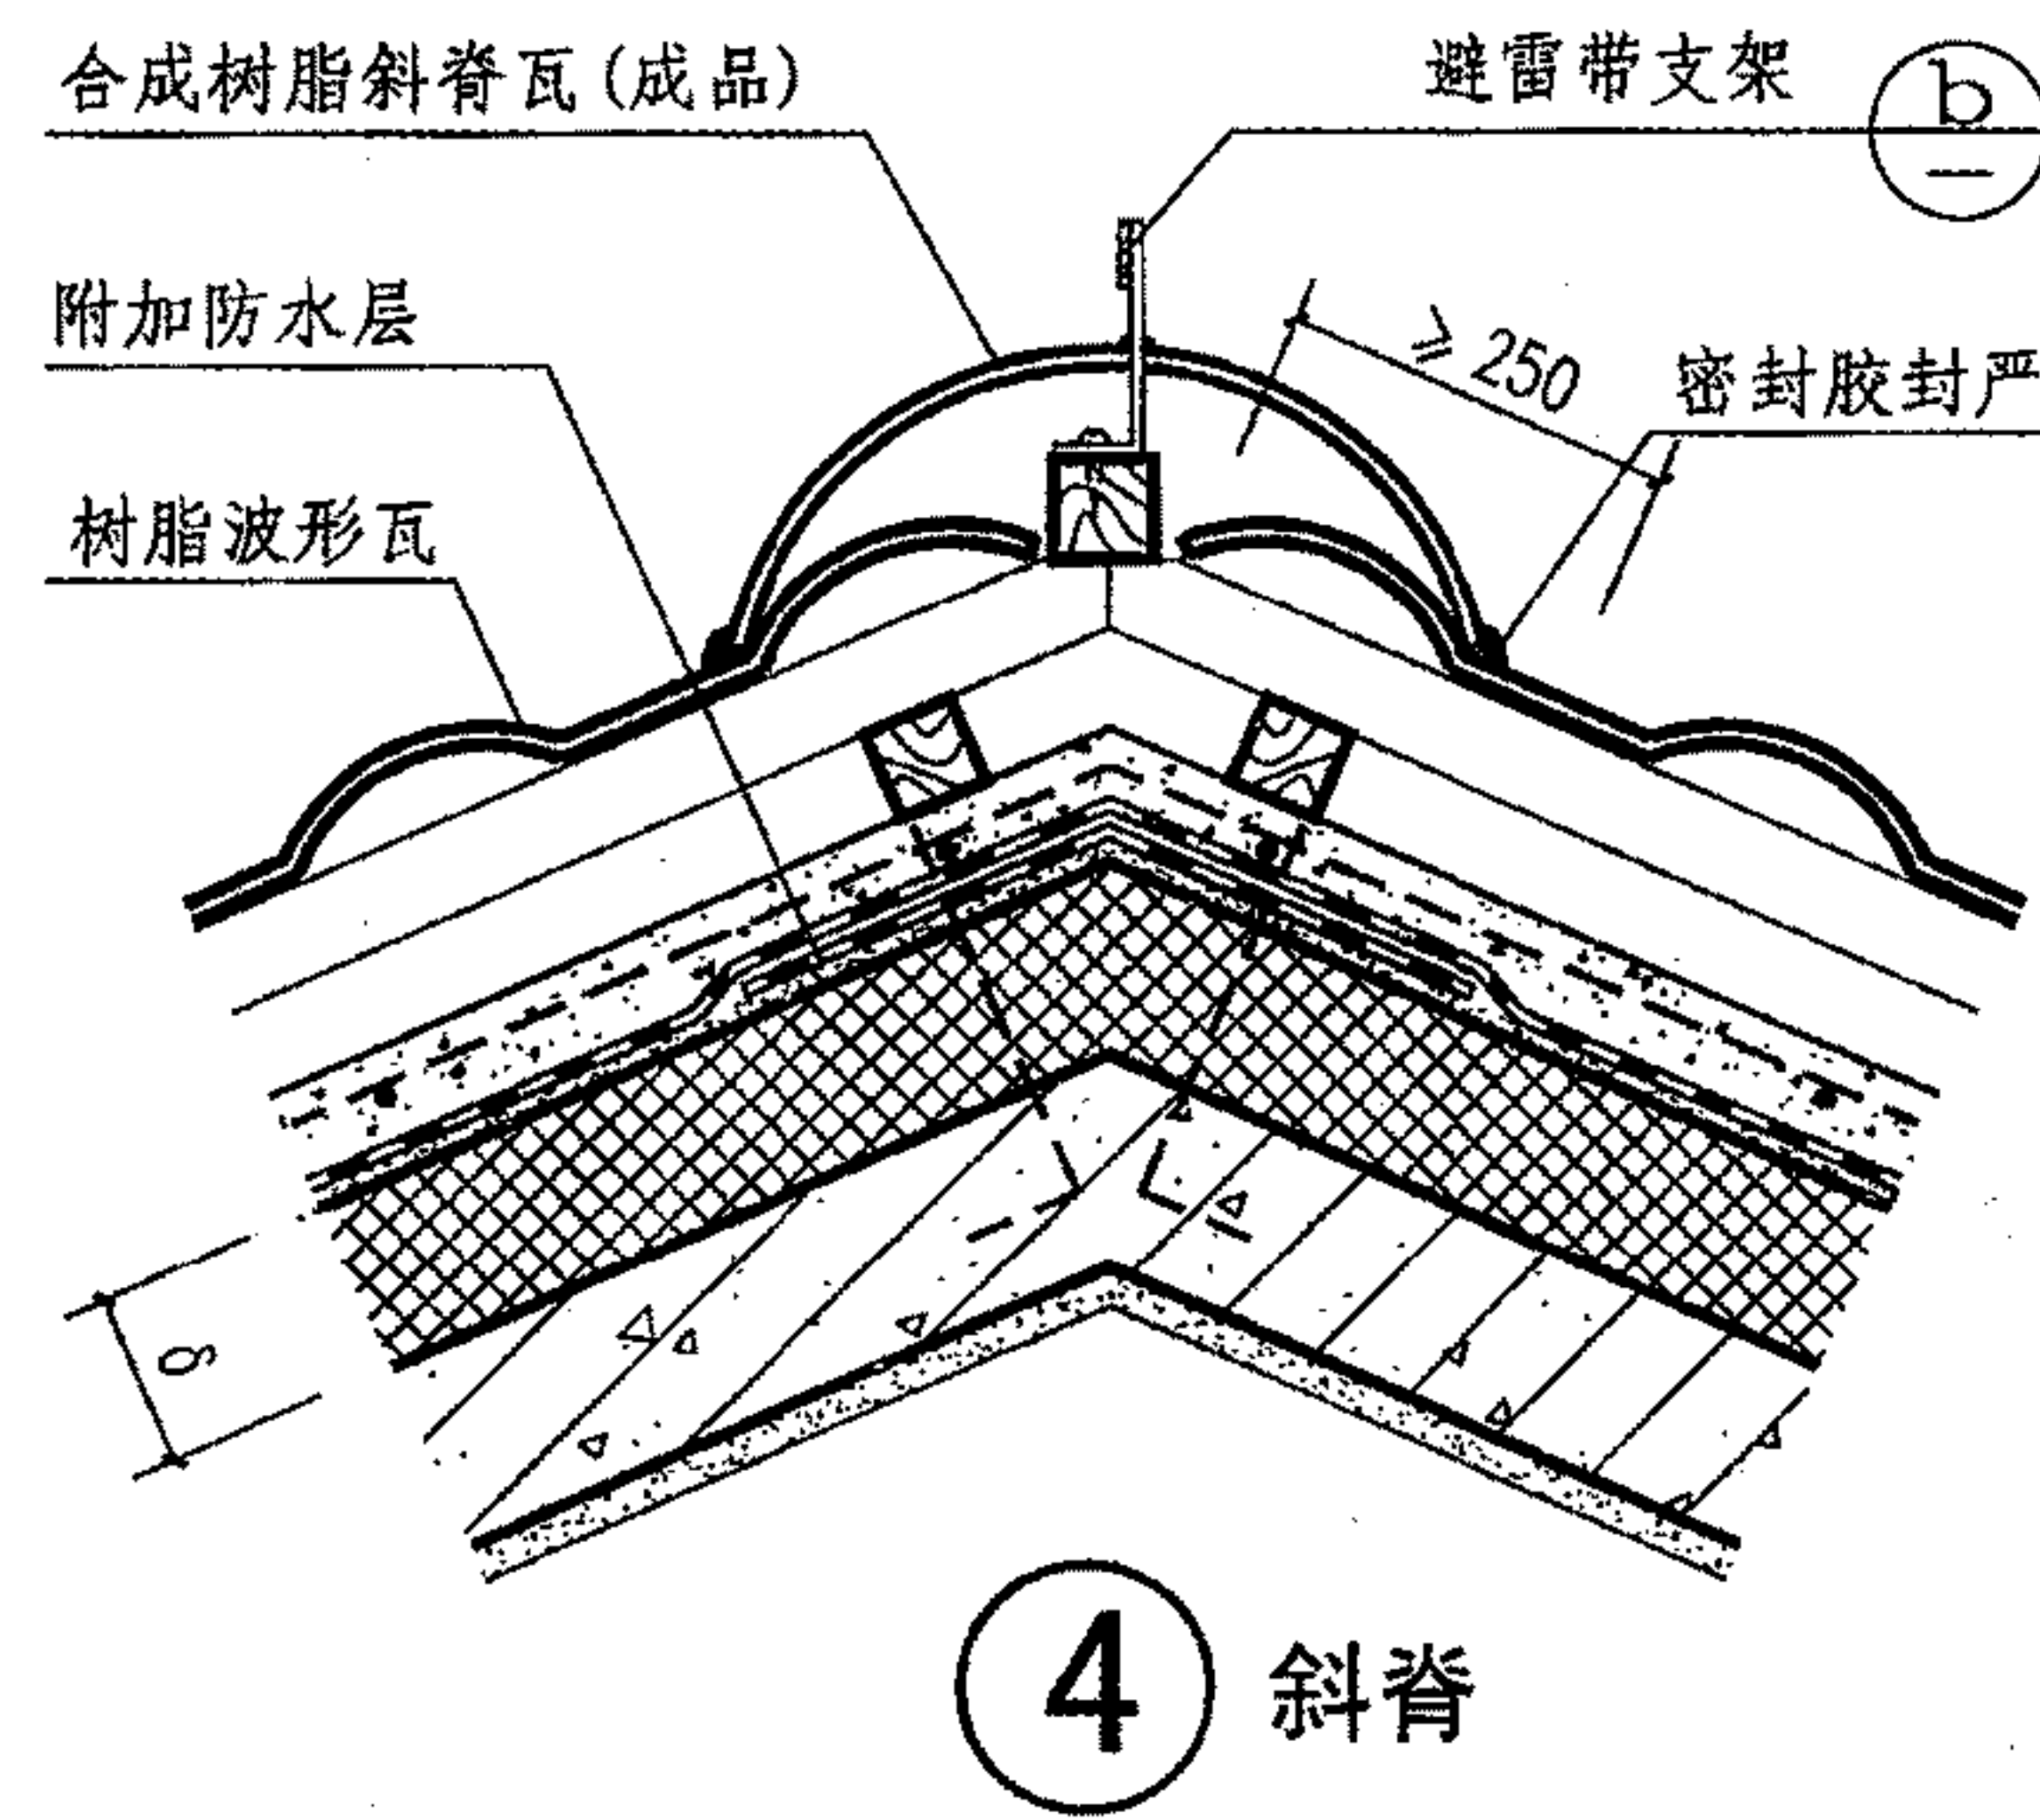 合成树脂斜脊瓦(成品)
避雷带支架
b
—
附加防水层
≥250
密封胶封严
树脂波形瓦
δ
4 斜脊